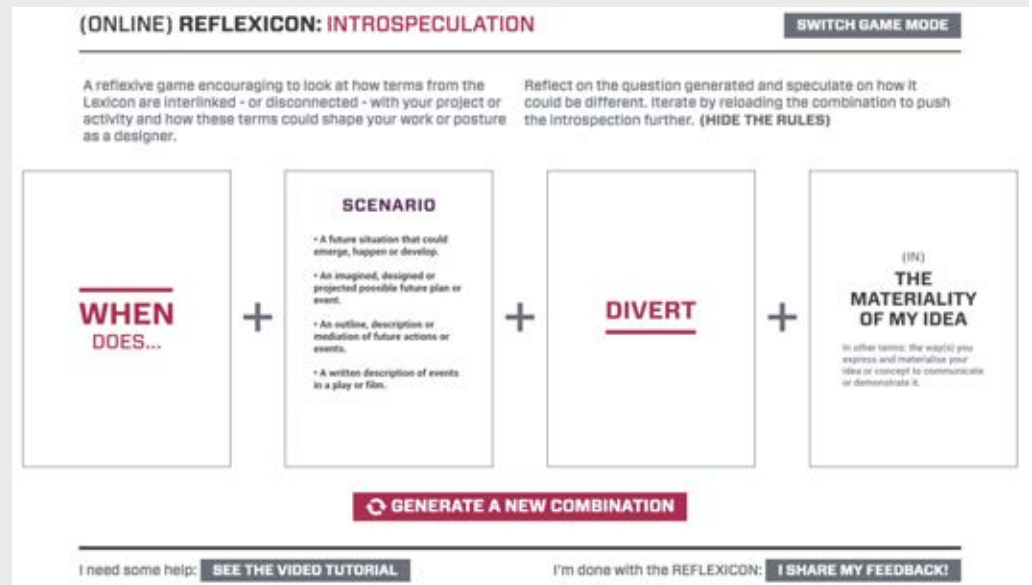 (ONLINE) REFLEXICON: INTROSPECULATION
SWITCH GAME MODE
A reflexive game encouraging to look at how terms from the
Lexicon are interlinked - or disconnected - with your project or
activity and how these terms could shape your work or posture
as a designer.
Reflect on the question generated and speculate on how it
could be different. Iterate by reloading the combination to push
the introspection further. (HIDE THE RULES)
WHEN
DOES...
+
SCENARIO
• A future situation that could
emerge, happen or develop.
• An imagined, designed or
projected possible future plan or
event.
• An outline, description or
mediation of future actions or
events.
• A written description of events
in a play or film.
+
DIVERT
+
(IN)
THE
MATERIALITY
OF MY IDEA
In other terms: the way(s) you
express and materialise your
idea or concept to communicate
or demonstrate it.
GENERATE A NEW COMBINATION
I need some help: SEE THE VIDEO TUTORIAL
I'm done with the REFLEXICON: I SHARE MY FEEDBACK!